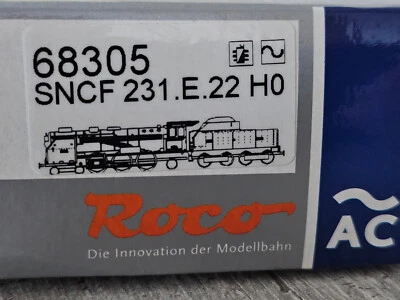 68305
SNCF 231.E.22 H0
Roco
Die Innovation der Modellbahn
AC